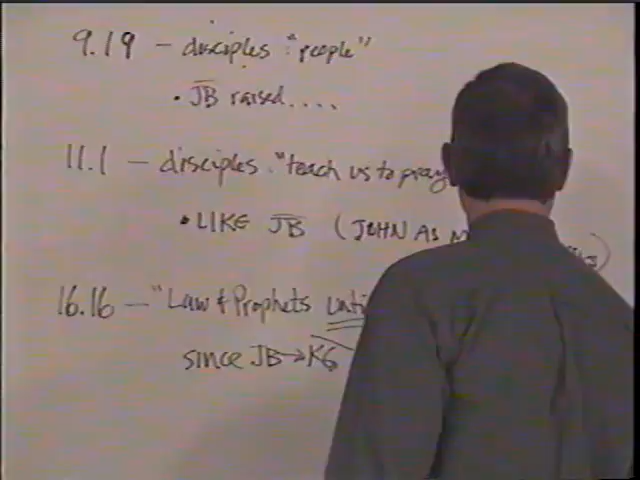 9.19 - disciples "people"
• JB raised....
11.1 - disciples "teach us to pray
• LIKE JB (JOHN AS
16.16 - "Law & Prophets unti
since JB→KG